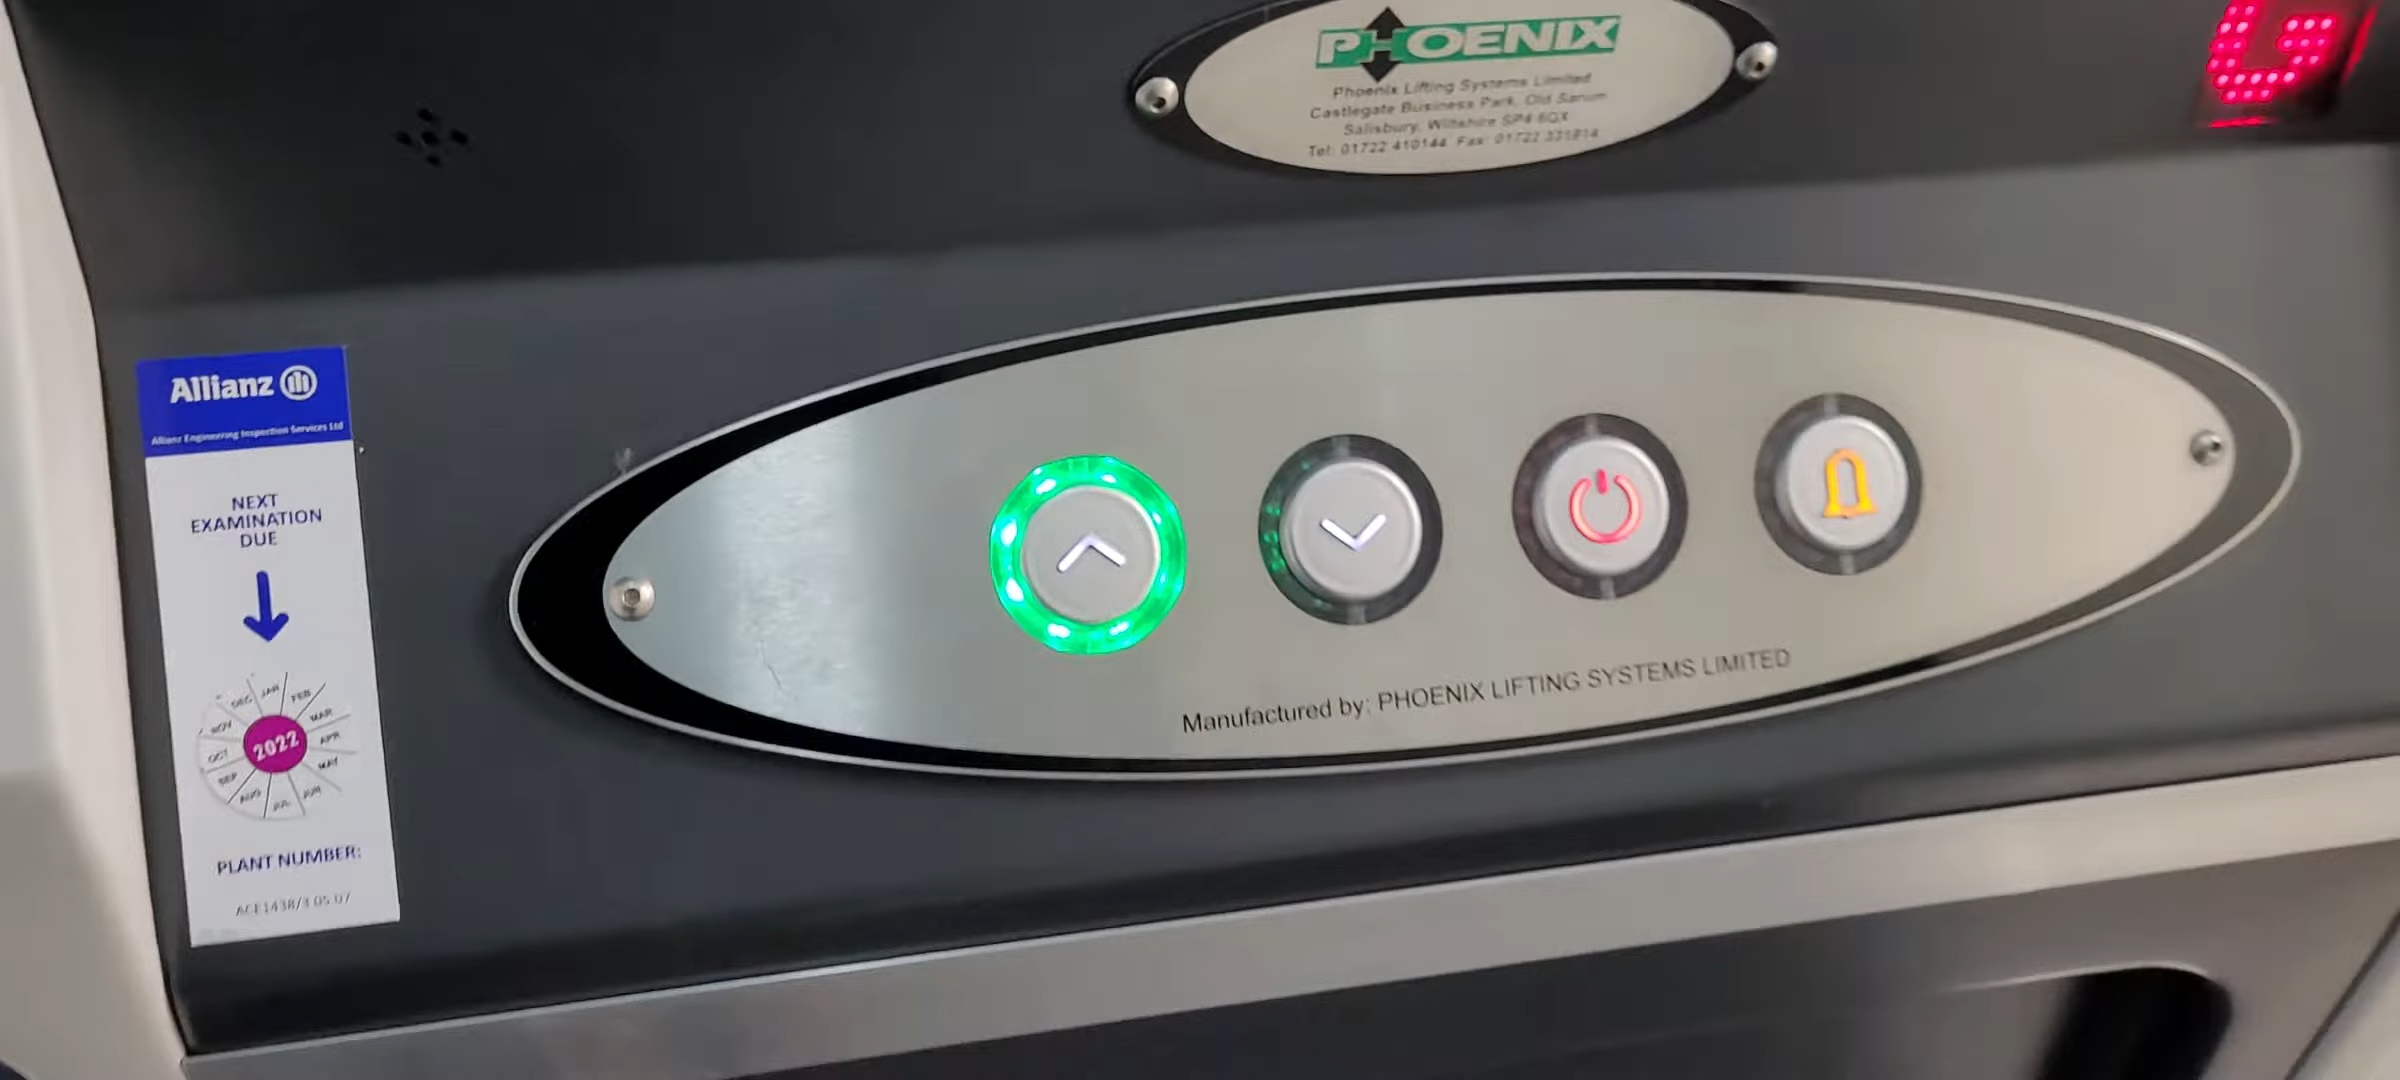 PHOENIX
Phoenix Lifting Systems Limited
Castlegate Business Park, Old Sarum
Salisbury, Wiltshire SP4 6QX
Tel: 01722 410144 Fax: 01722 331814
G
Allianz
Allianz Engineering Inspection Services Ltd
NEXT
EXAMINATION
DUE
JAN
FEB
MAR
APR
MAY
JUN
JUL
AUG
SEP
OCT
NOV
DEC
2022
PLANT NUMBER:
Manufactured by: PHOENIX LIFTING SYSTEMS LIMITED